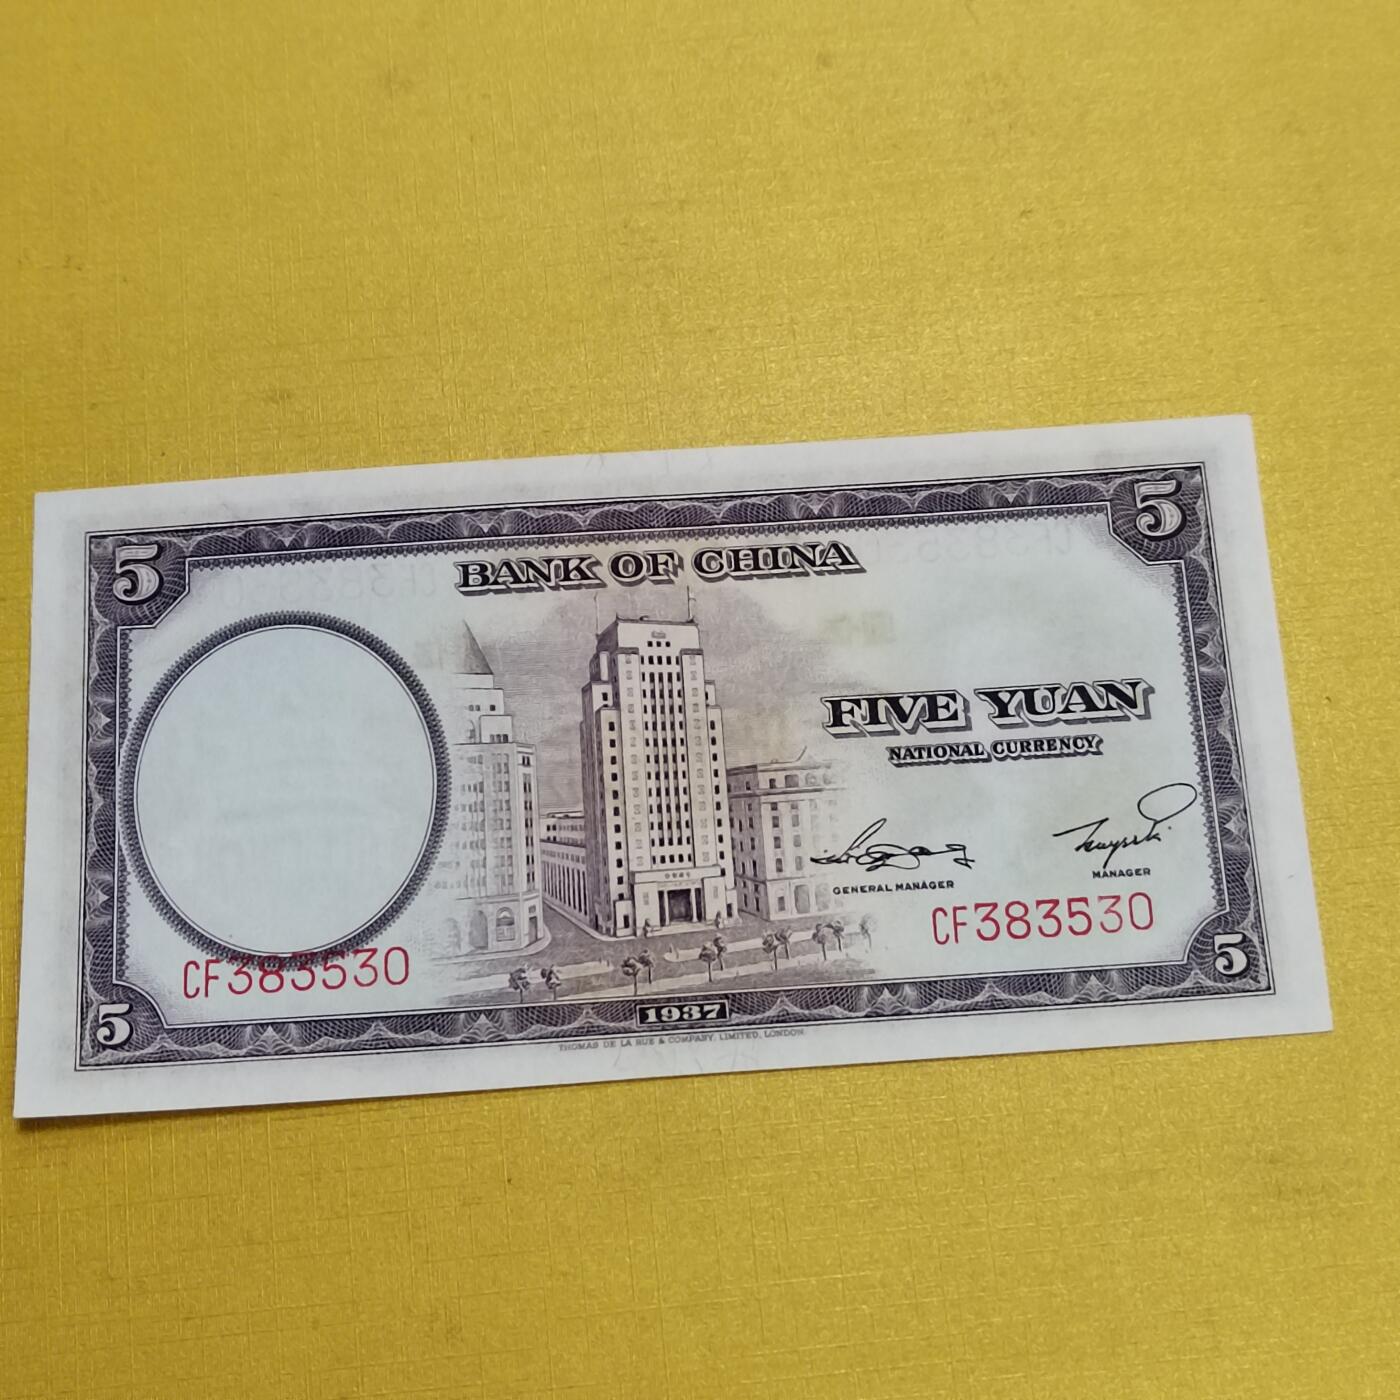 5
5
BANK OF CHINA
FIVE YUAN
NATIONAL CURRENCY
GENERAL MANAGER
MANAGER
CF383530
CF383530
5
5
1937
THOMAS DE LA RUE & COMPANY, LIMITED, LONDON